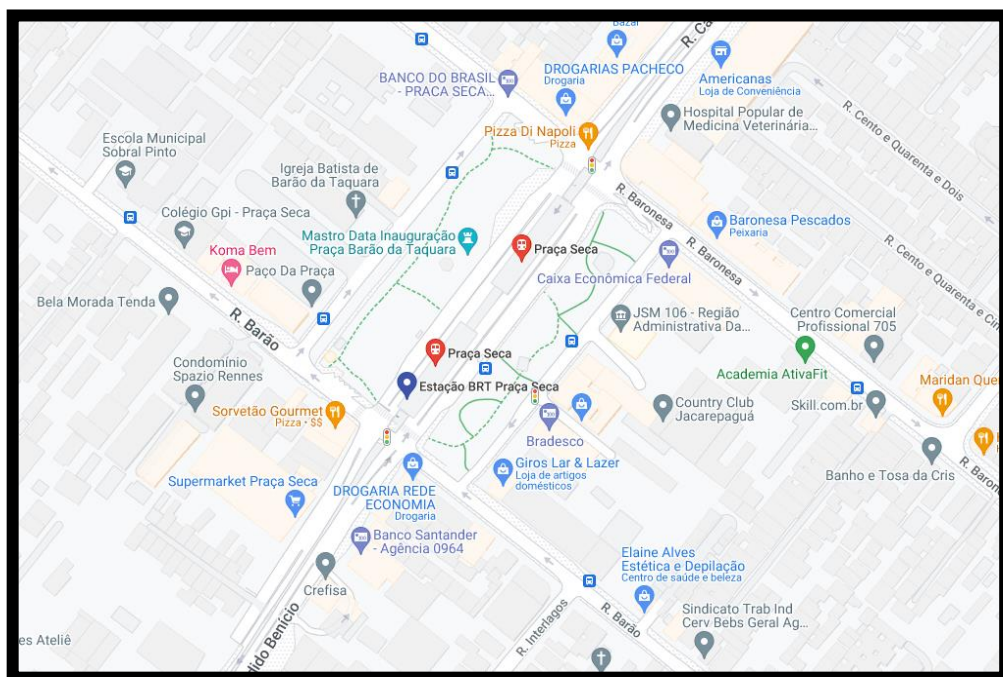 Bazar
R. Ca
DROGARIAS PACHECO
Drogaria
BANCO DO BRASIL
- PRACA SECA...
Americanas
Loja de Conveniência
Hospital Popular de
Medicina Veterinária...
R. Cento e Quarenta e Dois
Pizza Di Napoli
Pizza
Escola Municipal
Sobral Pinto
Igreja Batista de
Barão da Taquara
R. Baronesa
Colégio Gpi - Praça Seca
Baronesa Pescados
Peixaria
Mastro Data Inauguração
Praça Barão da Taquara
Praça Seca
R. Baronesa
R. Cento e Quarenta e Cin
Koma Bem
Paço Da Praça
Caixa Econômica Federal
Bela Morada Tenda
R. Barão
JSM 106 - Região
Administrativa Da...
Centro Comercial
Profissional 705
Praça Seca
Condomínio
Spazio Rennes
Estação BRT Praça Seca
Academia AtivaFit
Maridan Que
Sorvetão Gourmet
Pizza • $$
Country Club
Jacarepaguá
Skill.com.br
Bradesco
R. Baron
Supermarket Praça Seca
DROGARIA REDE
ECONOMIA
Drogaria
Giros Lar & Lazer
Loja de artigos
domésticos
Banho e Tosa da Cris
Banco Santander
- Agência 0964
Elaine Alves
Estética e Depilação
Centro de saúde e beleza
Crefisa
R. Interlagos
R. Barão
Sindicato Trab Ind
Cerv Bebs Geral Ag...
es Ateliê
dido Benício